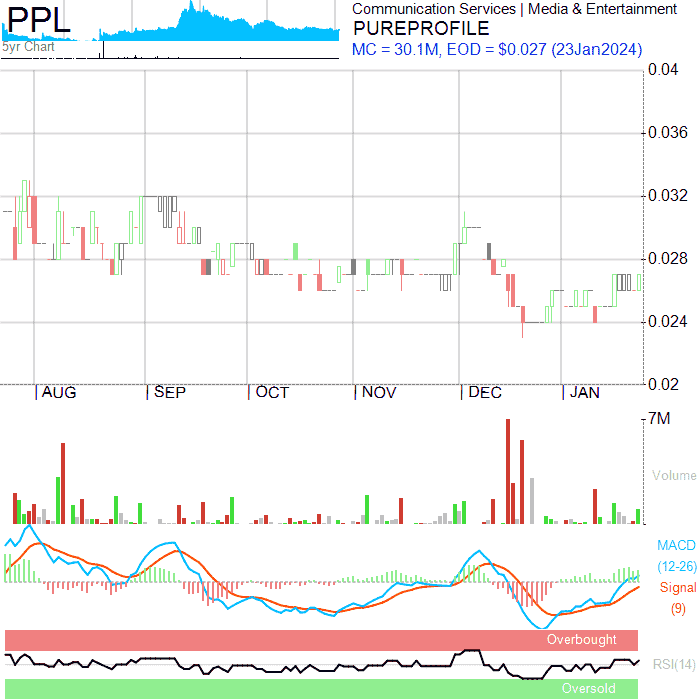 PPL
5yr Chart
Communication Services | Media & Entertainment
PUREPROFILE
MC = 30.1M, EOD = $0.027 (23Jan2024)
0.04
0.036
0.032
0.028
0.024
0.02
AUG SEP OCT NOV DEC JAN
7M
Volume
MACD
(12-26)
Signal
(9)
Overbought
RSI(14)
Oversold